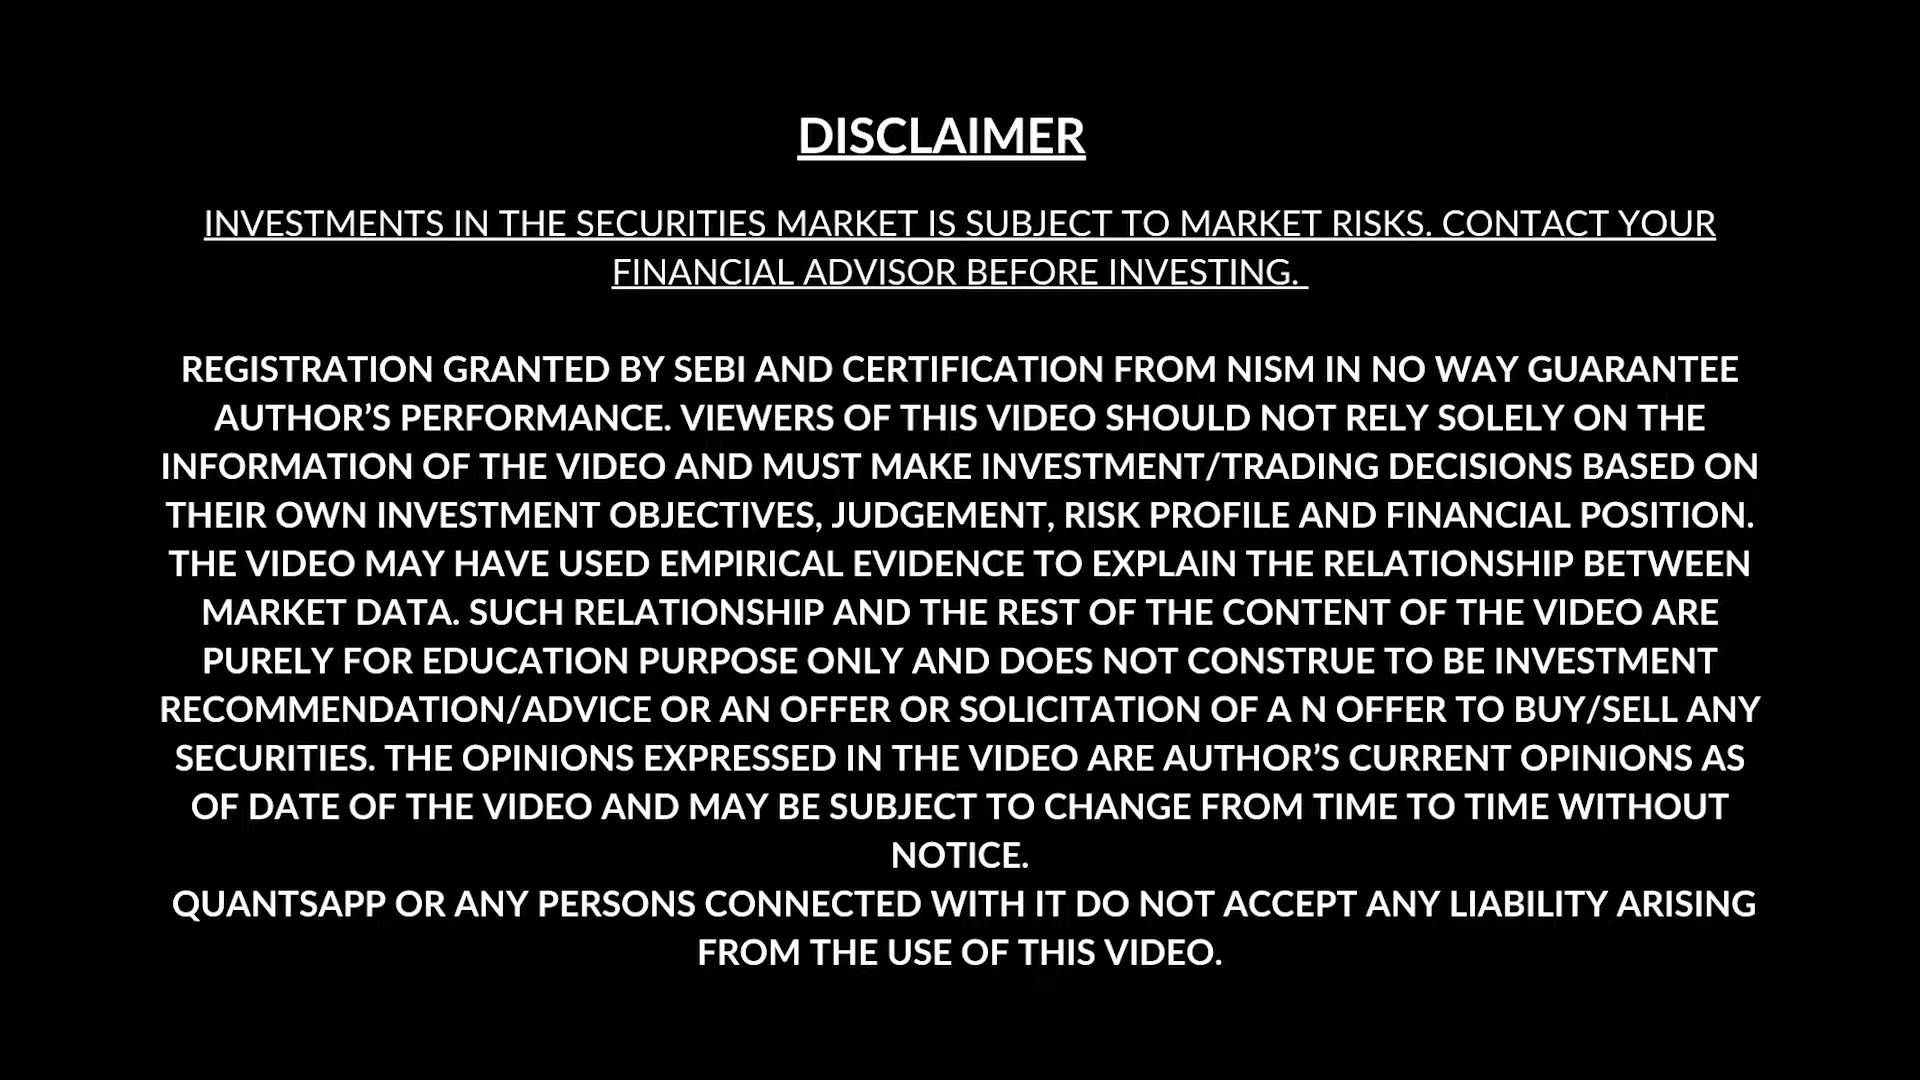 DISCLAIMER
INVESTMENTS IN THE SECURITIES MARKET IS SUBJECT TO MARKET RISKS. CONTACT YOUR
FINANCIAL ADVISOR BEFORE INVESTING.
REGISTRATION GRANTED BY SEBI AND CERTIFICATION FROM NISM IN NO WAY GUARANTEE
AUTHOR’S PERFORMANCE. VIEWERS OF THIS VIDEO SHOULD NOT RELY SOLELY ON THE
INFORMATION OF THE VIDEO AND MUST MAKE INVESTMENT/TRADING DECISIONS BASED ON
THEIR OWN INVESTMENT OBJECTIVES, JUDGEMENT, RISK PROFILE AND FINANCIAL POSITION.
THE VIDEO MAY HAVE USED EMPIRICAL EVIDENCE TO EXPLAIN THE RELATIONSHIP BETWEEN
MARKET DATA. SUCH RELATIONSHIP AND THE REST OF THE CONTENT OF THE VIDEO ARE
PURELY FOR EDUCATION PURPOSE ONLY AND DOES NOT CONSTRUE TO BE INVESTMENT
RECOMMENDATION/ADVICE OR AN OFFER OR SOLICITATION OF A N OFFER TO BUY/SELL ANY
SECURITIES. THE OPINIONS EXPRESSED IN THE VIDEO ARE AUTHOR’S CURRENT OPINIONS AS
OF DATE OF THE VIDEO AND MAY BE SUBJECT TO CHANGE FROM TIME TO TIME WITHOUT
NOTICE.
QUANTSAPP OR ANY PERSONS CONNECTED WITH IT DO NOT ACCEPT ANY LIABILITY ARISING
FROM THE USE OF THIS VIDEO.